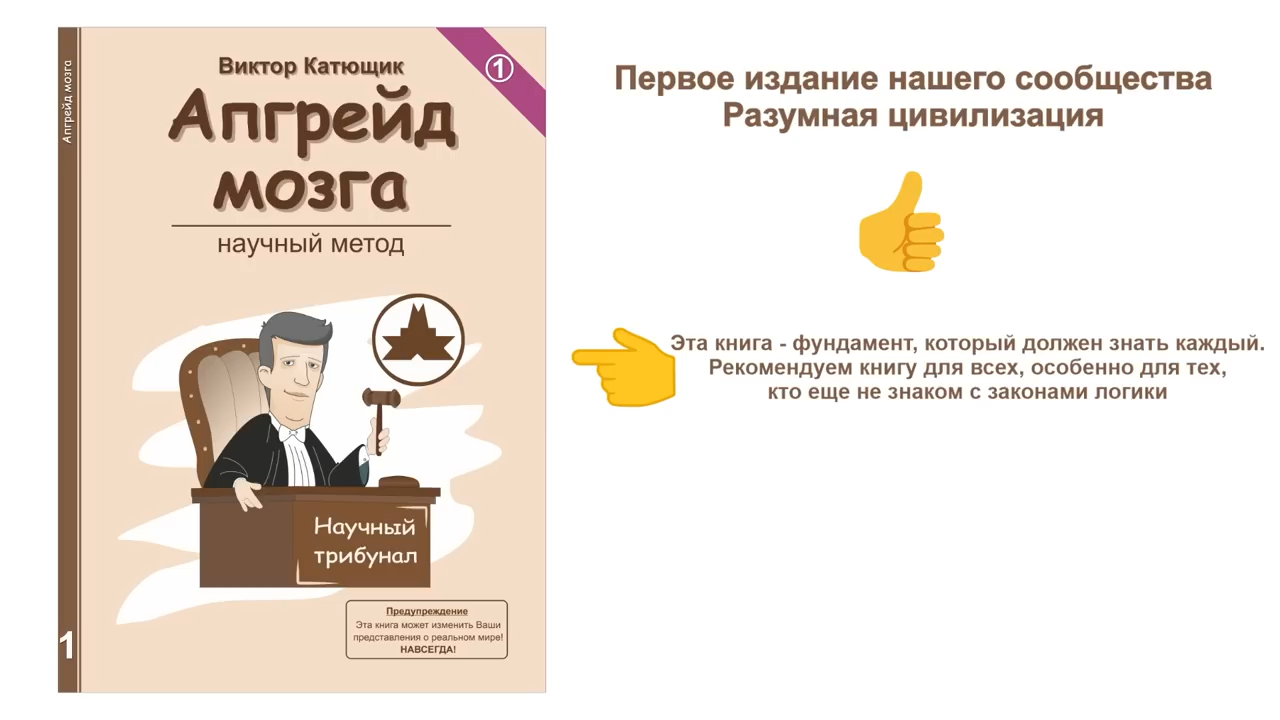 Апгрейд мозга
1
Виктор Катющик
1
Апгрейд
мозга
научный метод
Научный
трибунал
Предупреждение
Эта книга может изменить Ваши
представления о реальном мире!
НАВСЕГДА!
Первое издание нашего сообщества
Разумная цивилизация
Эта книга - фундамент, который должен знать каждый.
Рекомендуем книгу для всех, особенно для тех,
кто еще не знаком с законами логики